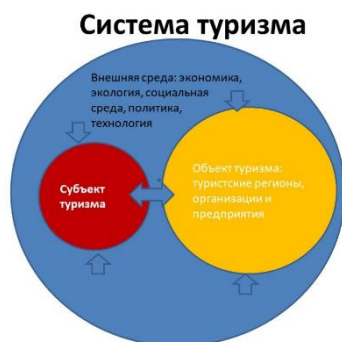 Система туризма
Внешняя среда: экономика,
экология, социальная
среда, политика,
технология
Субъект
туризма
Объект туризма:
туристские регионы,
организации и
предприятия